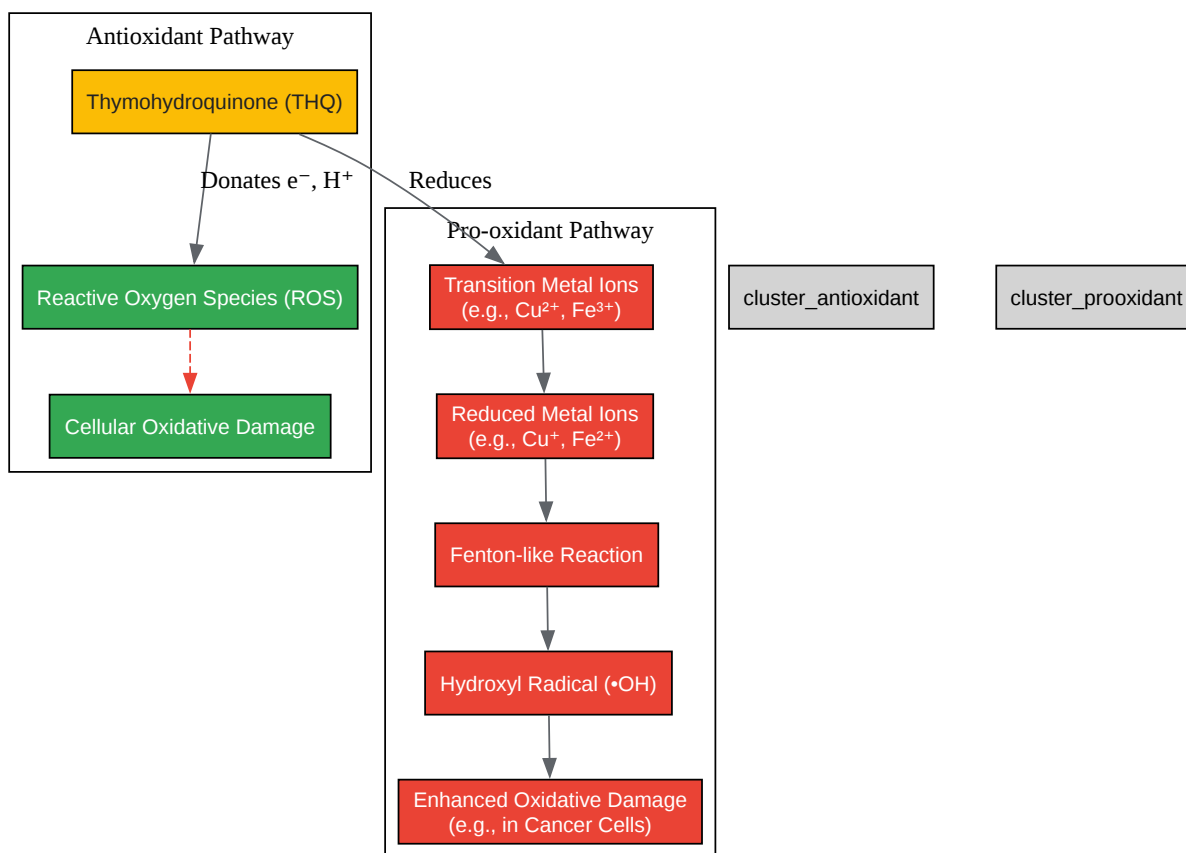 Antioxidant Pathway
Thymohydroquinone (THQ)
Donates e⁻, H⁺
Reduces
Reactive Oxygen Species (ROS)
Cellular Oxidative Damage
Pro-oxidant Pathway
Transition Metal Ions
(e.g., Cu²⁺, Fe³⁺)
Reduced Metal Ions
(e.g., Cu⁺, Fe²⁺)
Fenton-like Reaction
Hydroxyl Radical (•OH)
Enhanced Oxidative Damage
(e.g., in Cancer Cells)
cluster_antioxidant
cluster_prooxidant